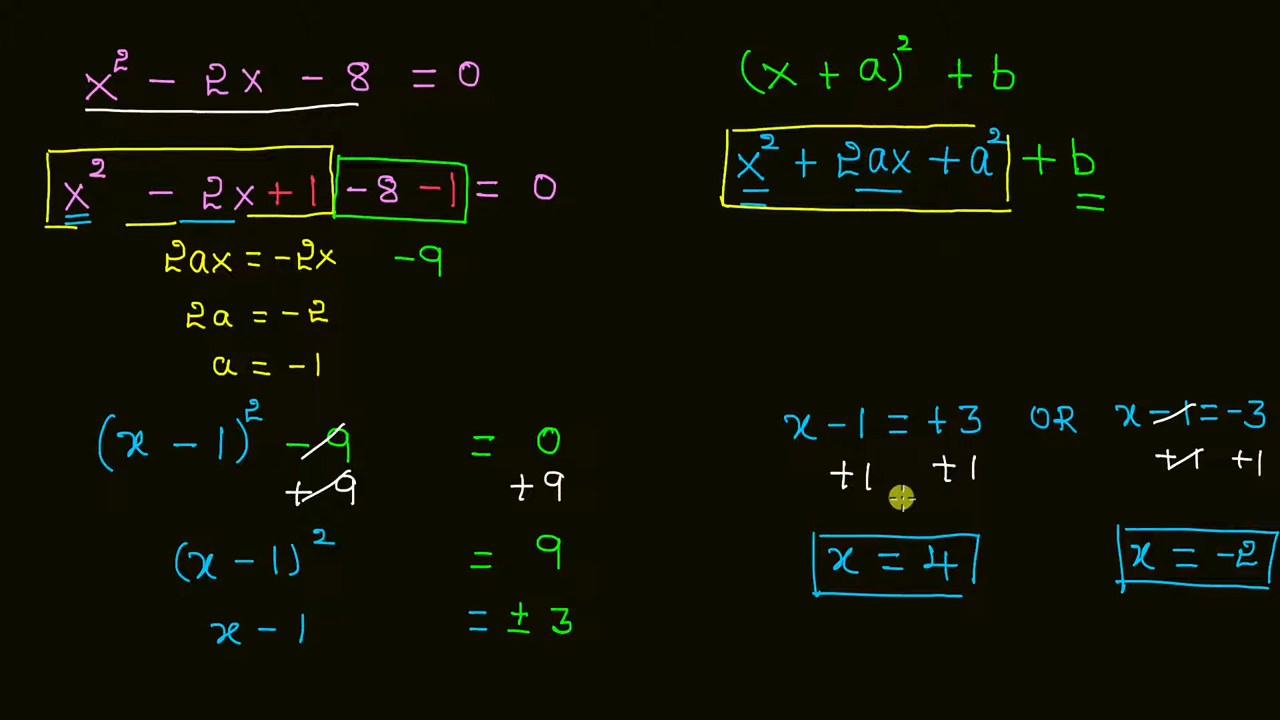 x² − 2x − 8 = 0
x² − 2x + 1 − 8 − 1 = 0
2ax = −2x − 9
2a = −2
a = −1
(x − 1)² − 9 = 0
+ 9 + 9
(x − 1)² = 9
x − 1 = ± 3
(x + a)² + b
x² + 2ax + a² + b
x − 1 = + 3 OR x − 1 = − 3
+ 1 + 1 + 1 + 1
x = 4 x = −2